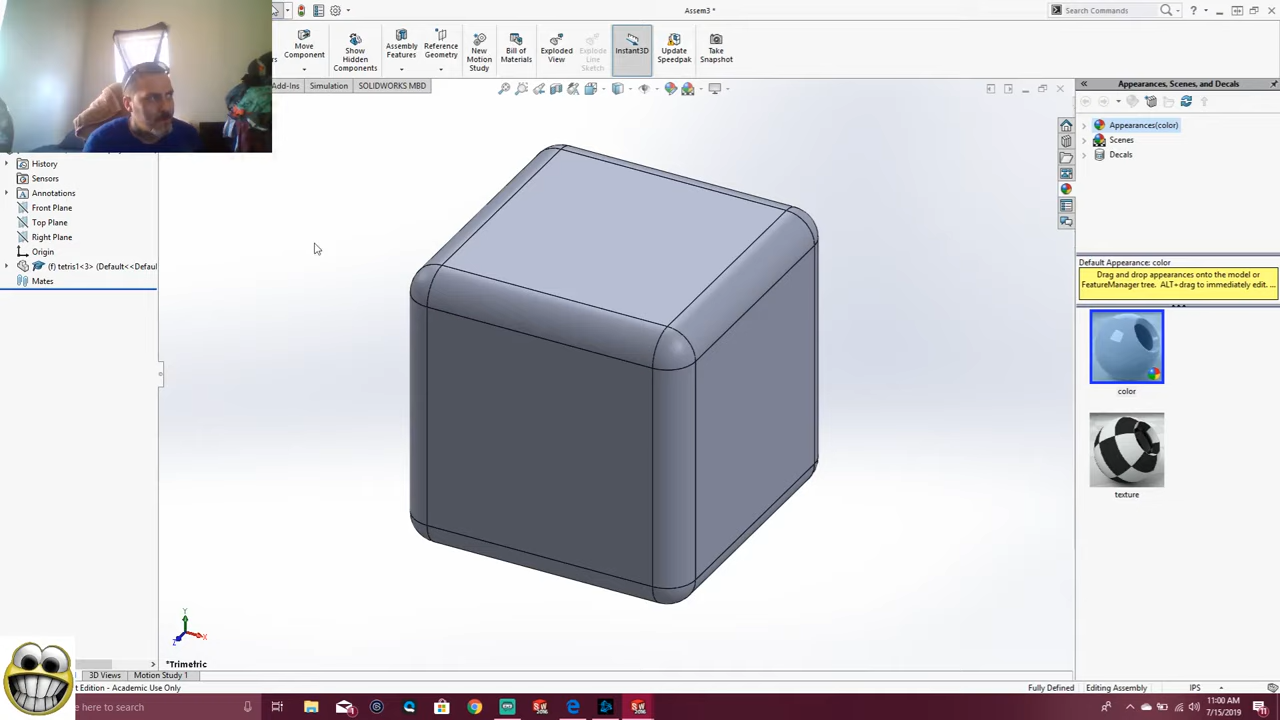 Assem3 *
Search Commands
Move Component
Show Hidden Components
Assembly Features
Reference Geometry
New Motion Study
Bill of Materials
Exploded View
Explode Line Sketch
Instant3D
Update Speedpak
Take Snapshot
Add-Ins
Simulation
SOLIDWORKS MBD
Appearances, Scenes, and Decals
Appearances(color)
Scenes
Decals
History
Sensors
Annotations
Front Plane
Top Plane
Right Plane
Origin
(f) tetris1<3> (Default<<Defaul
Mates
Default Appearance: color
Drag and drop appearances onto the model or
FeatureManager tree. ALT+drag to immediately edit. ...
color
texture
Y
X
Z
*Trimetric
3D Views
Motion Study 1
t Edition - Academic Use Only
Fully Defined
Editing Assembly
IPS
here to search
11:00 AM
7/15/2019